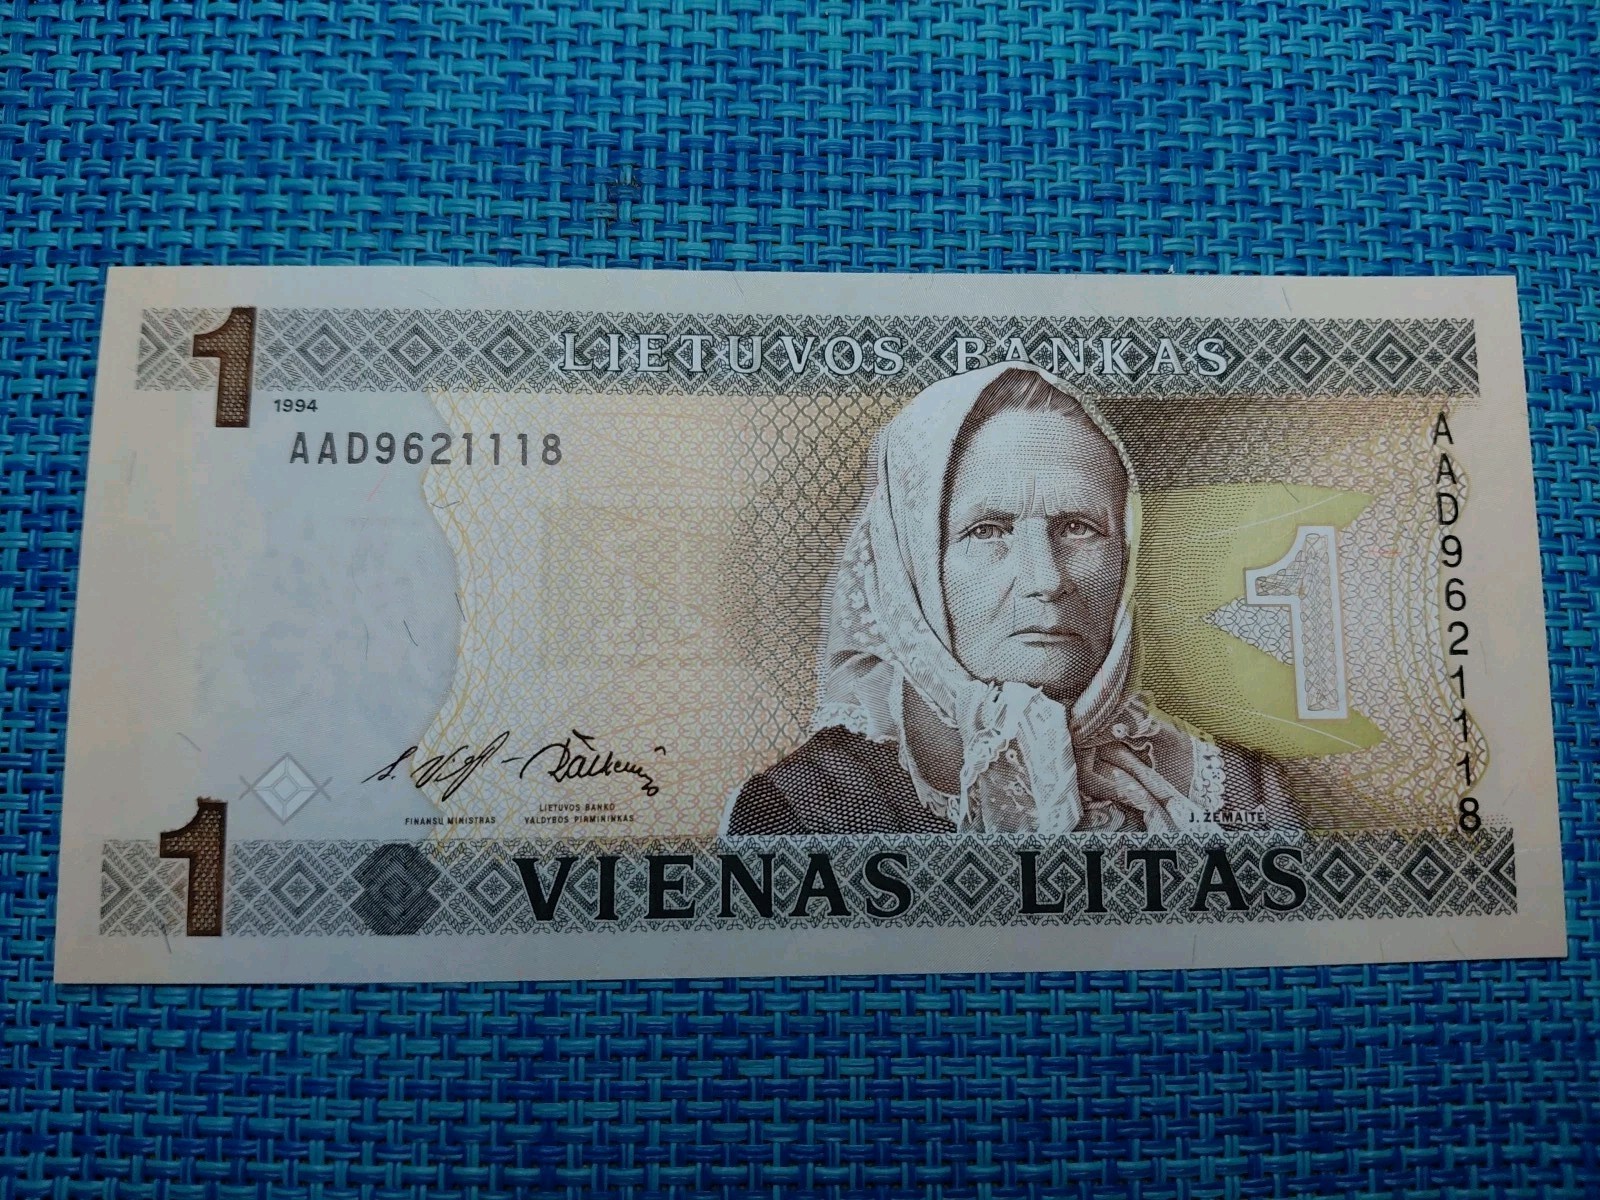 1
LIETUVOS BANKAS
1994
AAD9621118
AAD9621118
1
LIETUVOS BANKO
FINANSŲ MINISTRAS
VALDYBOS PIRMININKAS
J. ŽEMAITĖ
1
VIENAS LITAS